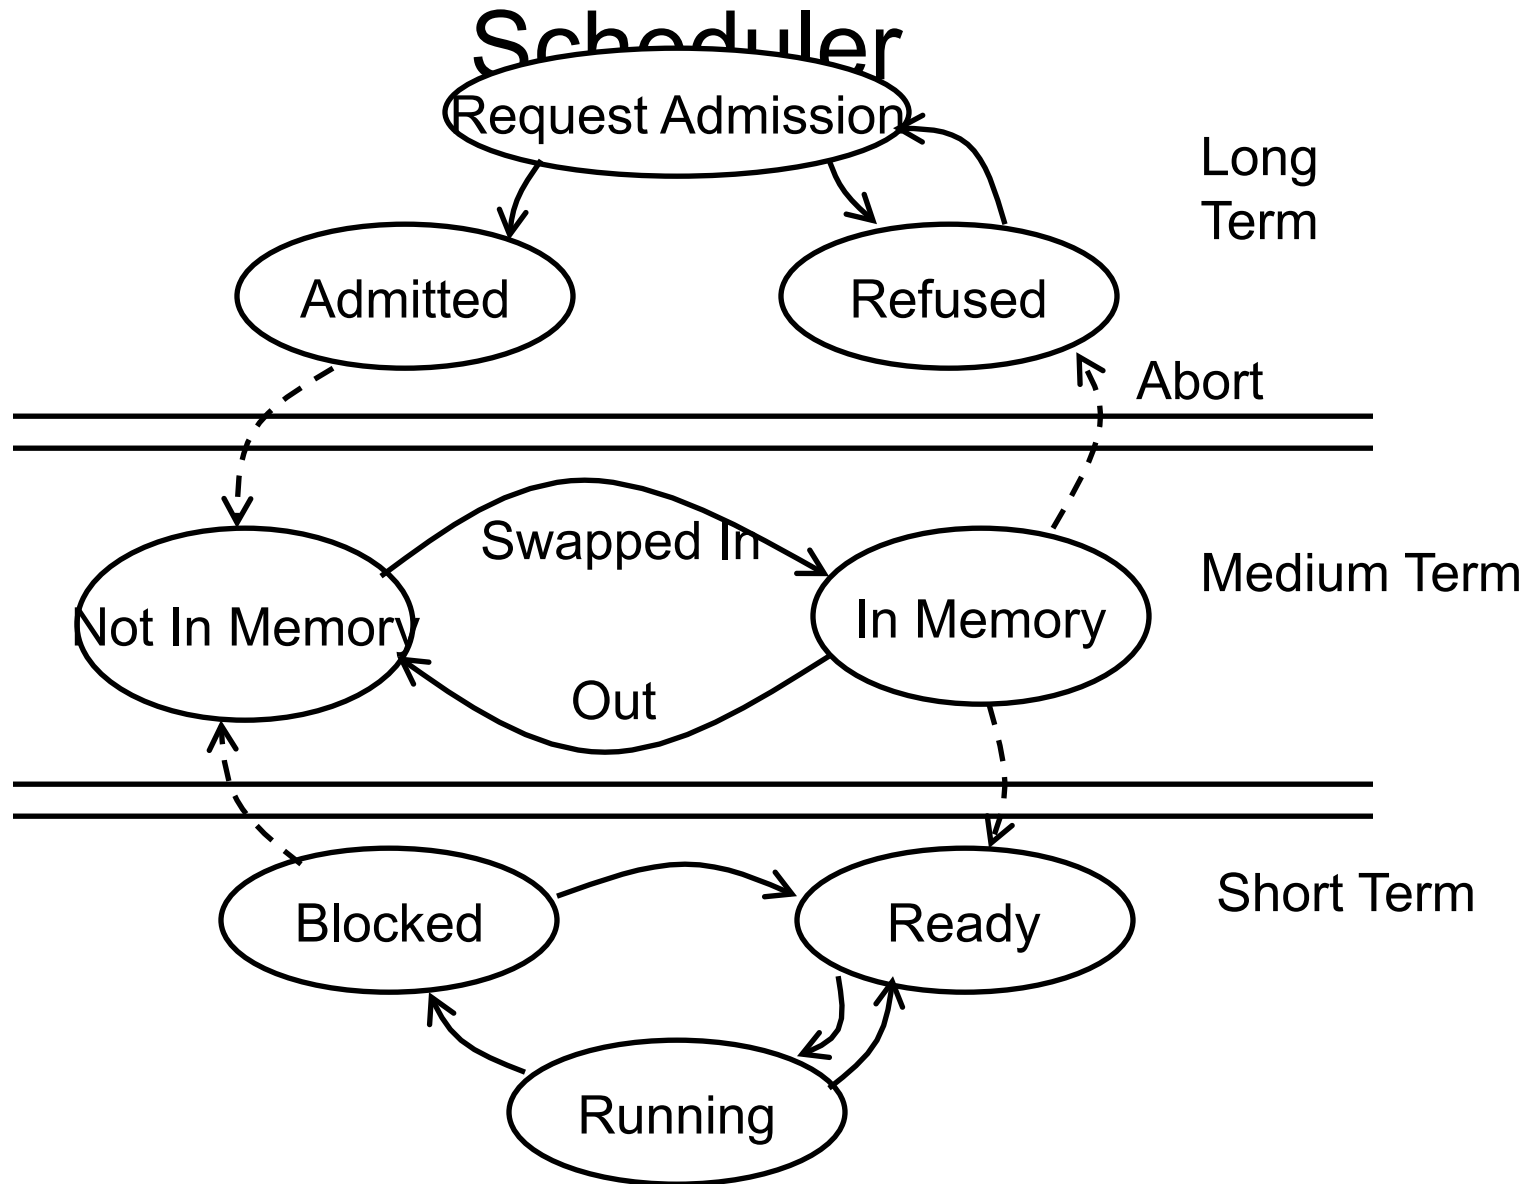 Scheduler
Request Admission
Long
Term
Admitted
Refused
Abort
Swapped In
Medium Term
Not In Memory
In Memory
Out
Short Term
Blocked
Ready
Running